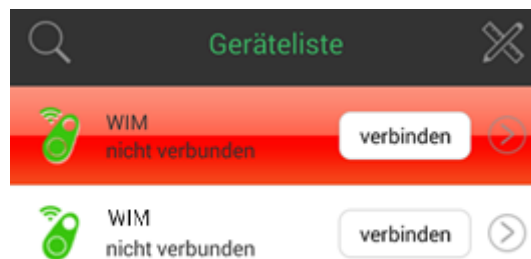 Geräteliste
WIM
nicht verbunden
verbinden
WIM
nicht verbunden
verbinden